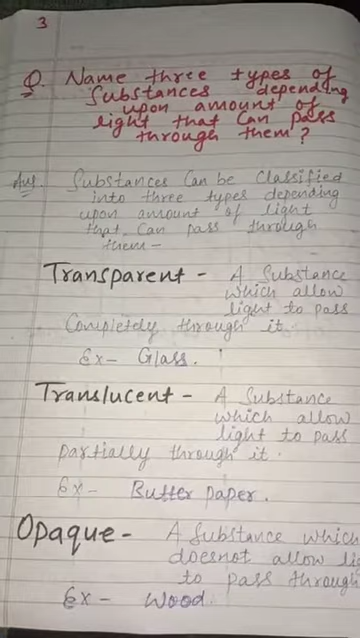 3
Q. Name three types of
Substances depending
upon amount of
light that can pass
through them?
Ans. Substances Can be Classified
into three types depending
upon amount of light
that can pass through
them -
Transparent - A Substance
which allow
light to pass
Completely through it.
Ex - Glass.
Translucent - A Substance
which allow
light to pass
partially through it.
Ex - Butter paper.
Opaque - A Substance which
doesnot allow lig
to pass through
Ex - Wood.